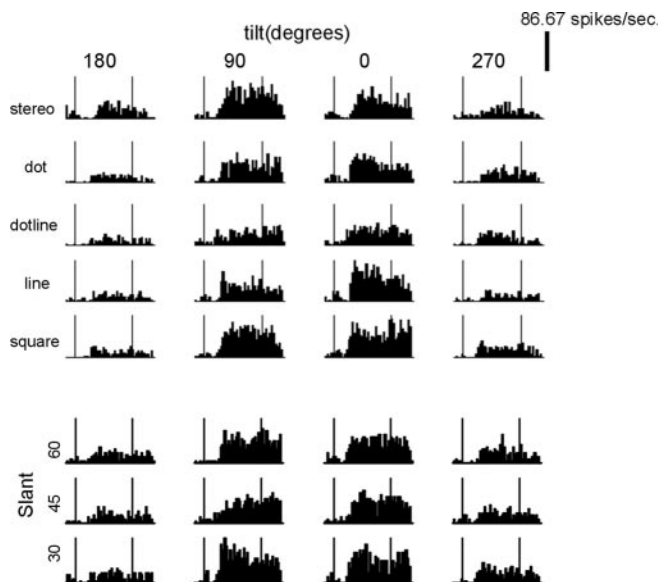 86.67 spikes/sec.
tilt(degrees)
180 90 0 270
stereo
dot
dotline
line
square
Slant
60
45
30